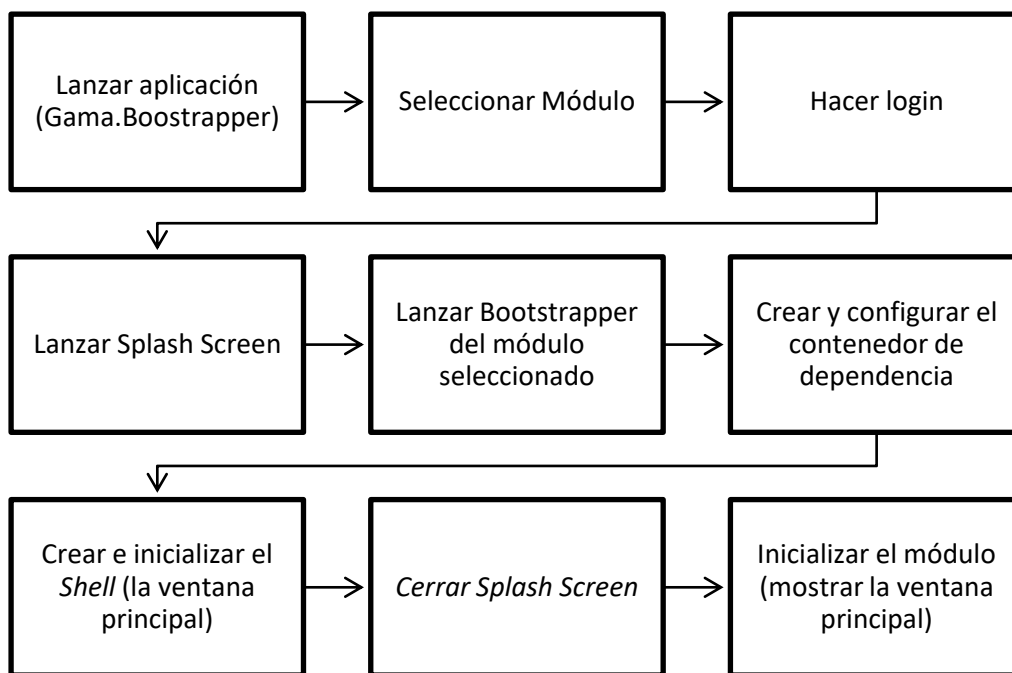 Lanzar aplicación
(Gama.Boostrapper)
Seleccionar Módulo
Hacer login
Lanzar Splash Screen
Lanzar Bootstrapper
del módulo
seleccionado
Crear y configurar el
contenedor de
dependencia
Crear e inicializar el
Shell (la ventana
principal)
Cerrar Splash Screen
Inicializar el módulo
(mostrar la ventana
principal)